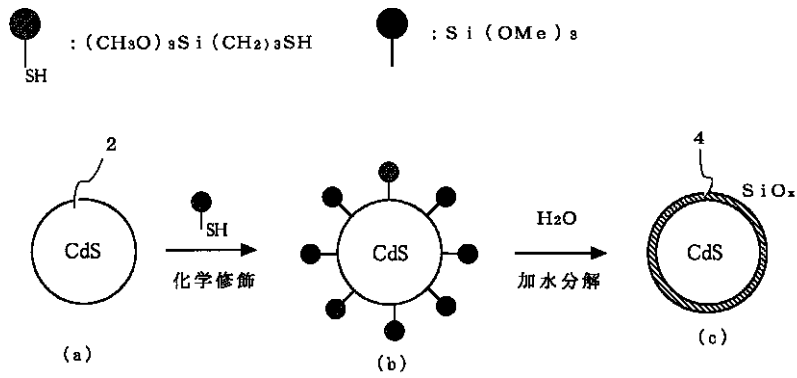 :(CH3O)3Si(CH2)3SH
SH
:Si(OMe)3
2
CdS
SH
化学修飾
(a)
CdS
(b)
H2O
加水分解
4
SiOx
CdS
(c)